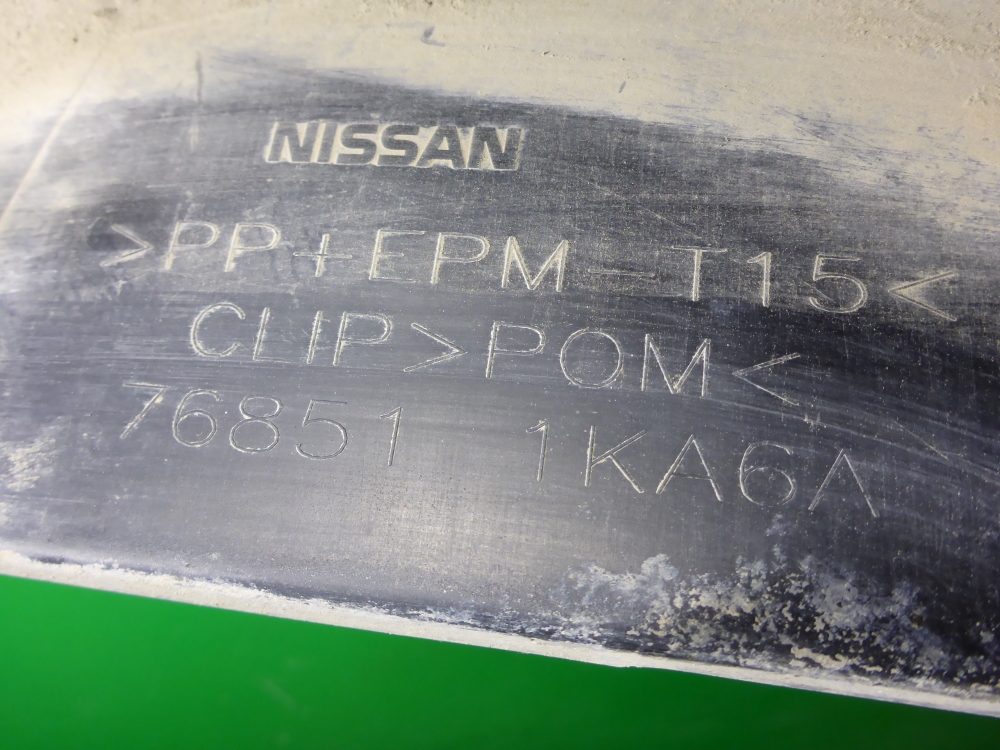 NISSAN
>PP+EPM-T15<
CLIP>POM<
76851 1KA6A